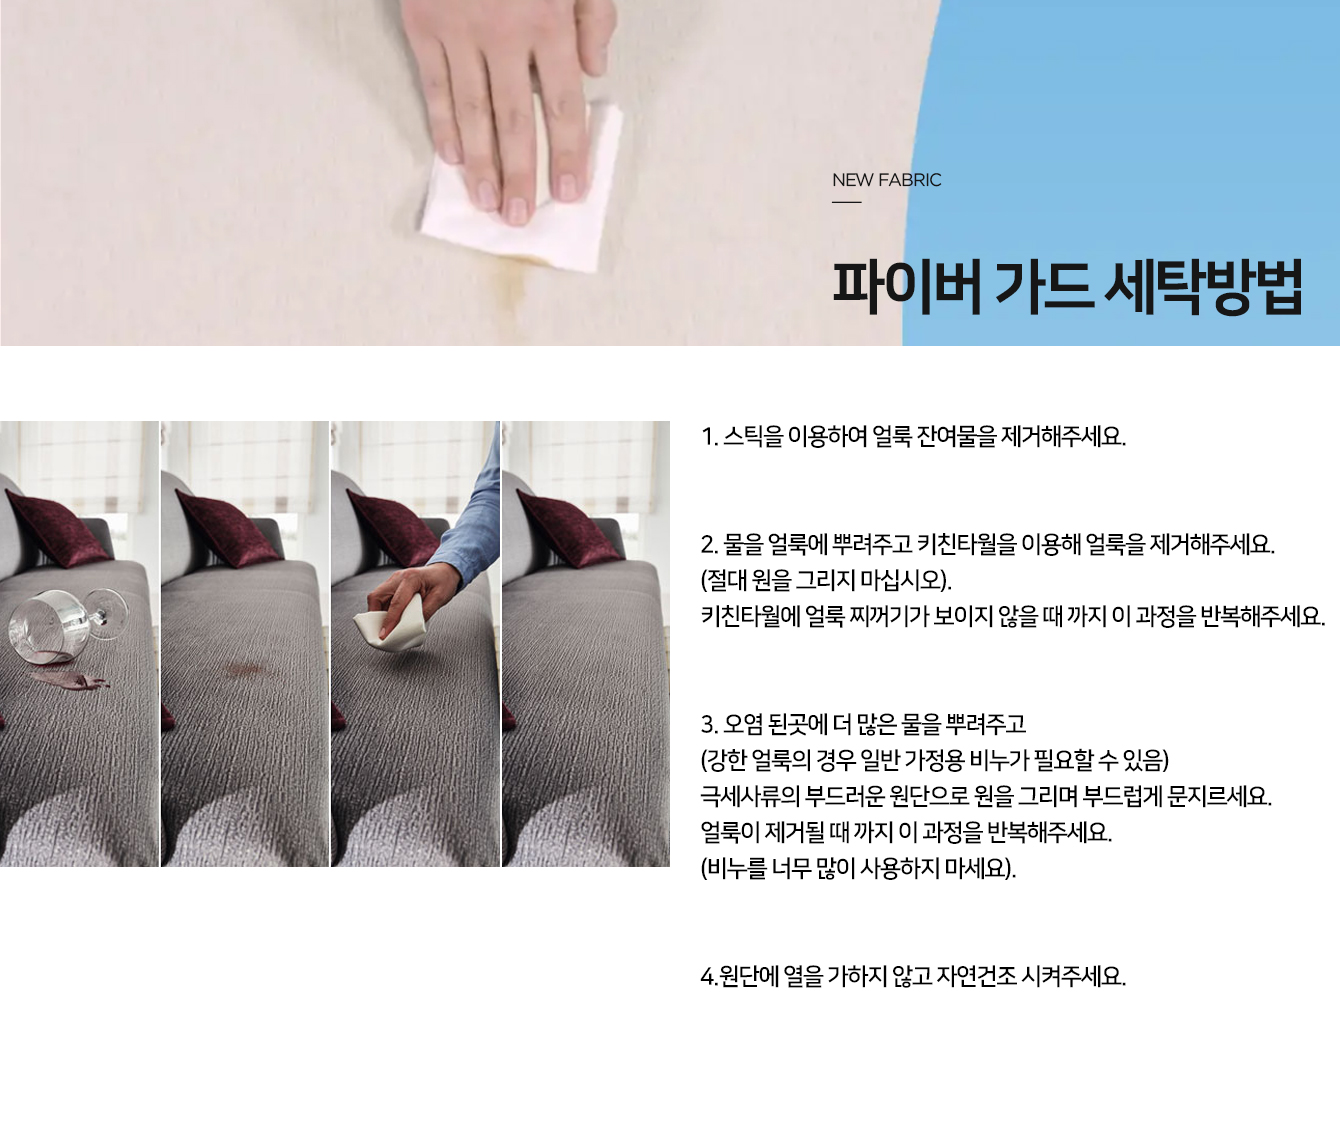 NEW FABRIC
파이버 가드 세탁방법
1. 스틱을 이용하여 얼룩 잔여물을 제거해주세요.
2. 물을 얼룩에 뿌려주고 키친타월을 이용해 얼룩을 제거해주세요.
(절대 원을 그리지 마십시오).
키친타월에 얼룩 찌꺼기가 보이지 않을 때 까지 이 과정을 반복해주세요.
3. 오염 된곳에 더 많은 물을 뿌려주고
(강한 얼룩의 경우 일반 가정용 비누가 필요할 수 있음)
극세사류의 부드러운 원단으로 원을 그리며 부드럽게 문지르세요.
얼룩이 제거될 때 까지 이 과정을 반복해주세요.
(비누를 너무 많이 사용하지 마세요).
4.원단에 열을 가하지 않고 자연건조 시켜주세요.